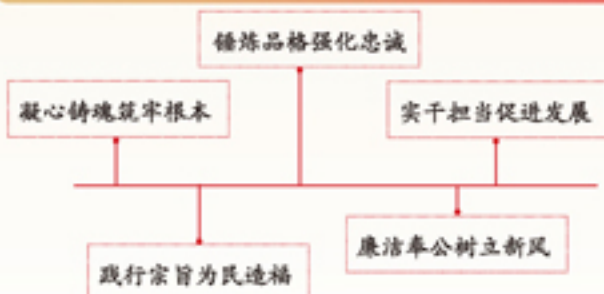 锤炼品格强化忠诚
凝心铸魂筑牢根本
实干担当促进发展
践行宗旨为民造福
廉洁奉公树立新风